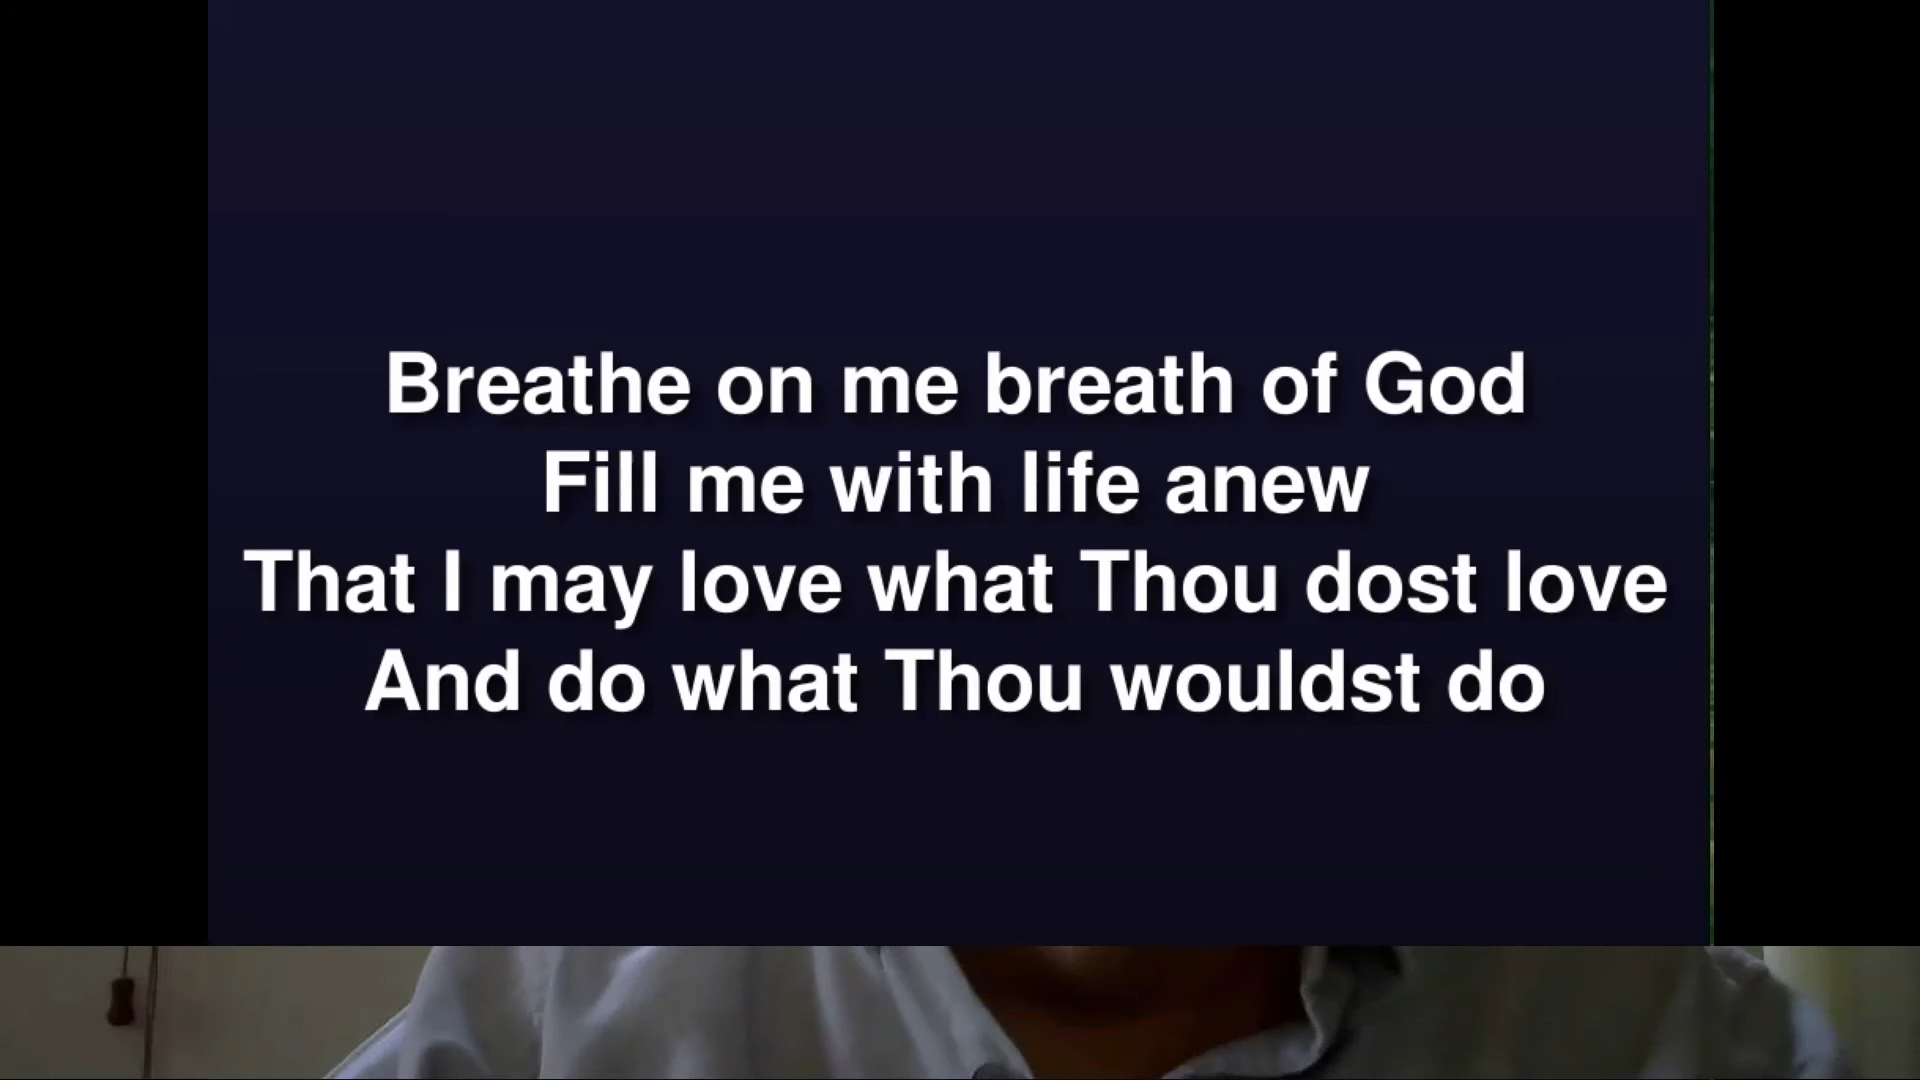 Breathe on me breath of God
Fill me with life anew
That I may love what Thou dost love
And do what Thou wouldst do